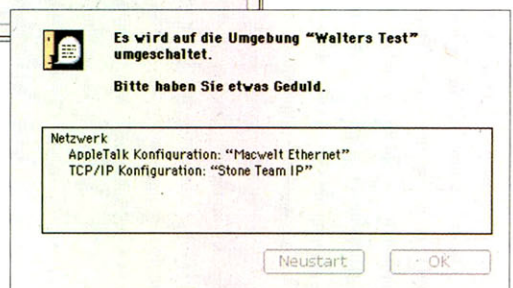 Es wird auf die Umgebung “Walters Test”
umgeschaltet.
Bitte haben Sie etwas Geduld.
Netzwerk
AppleTalk Konfiguration: “Macwelt Ethernet”
TCP/IP Konfiguration: “Stone Team IP”
Neustart
OK